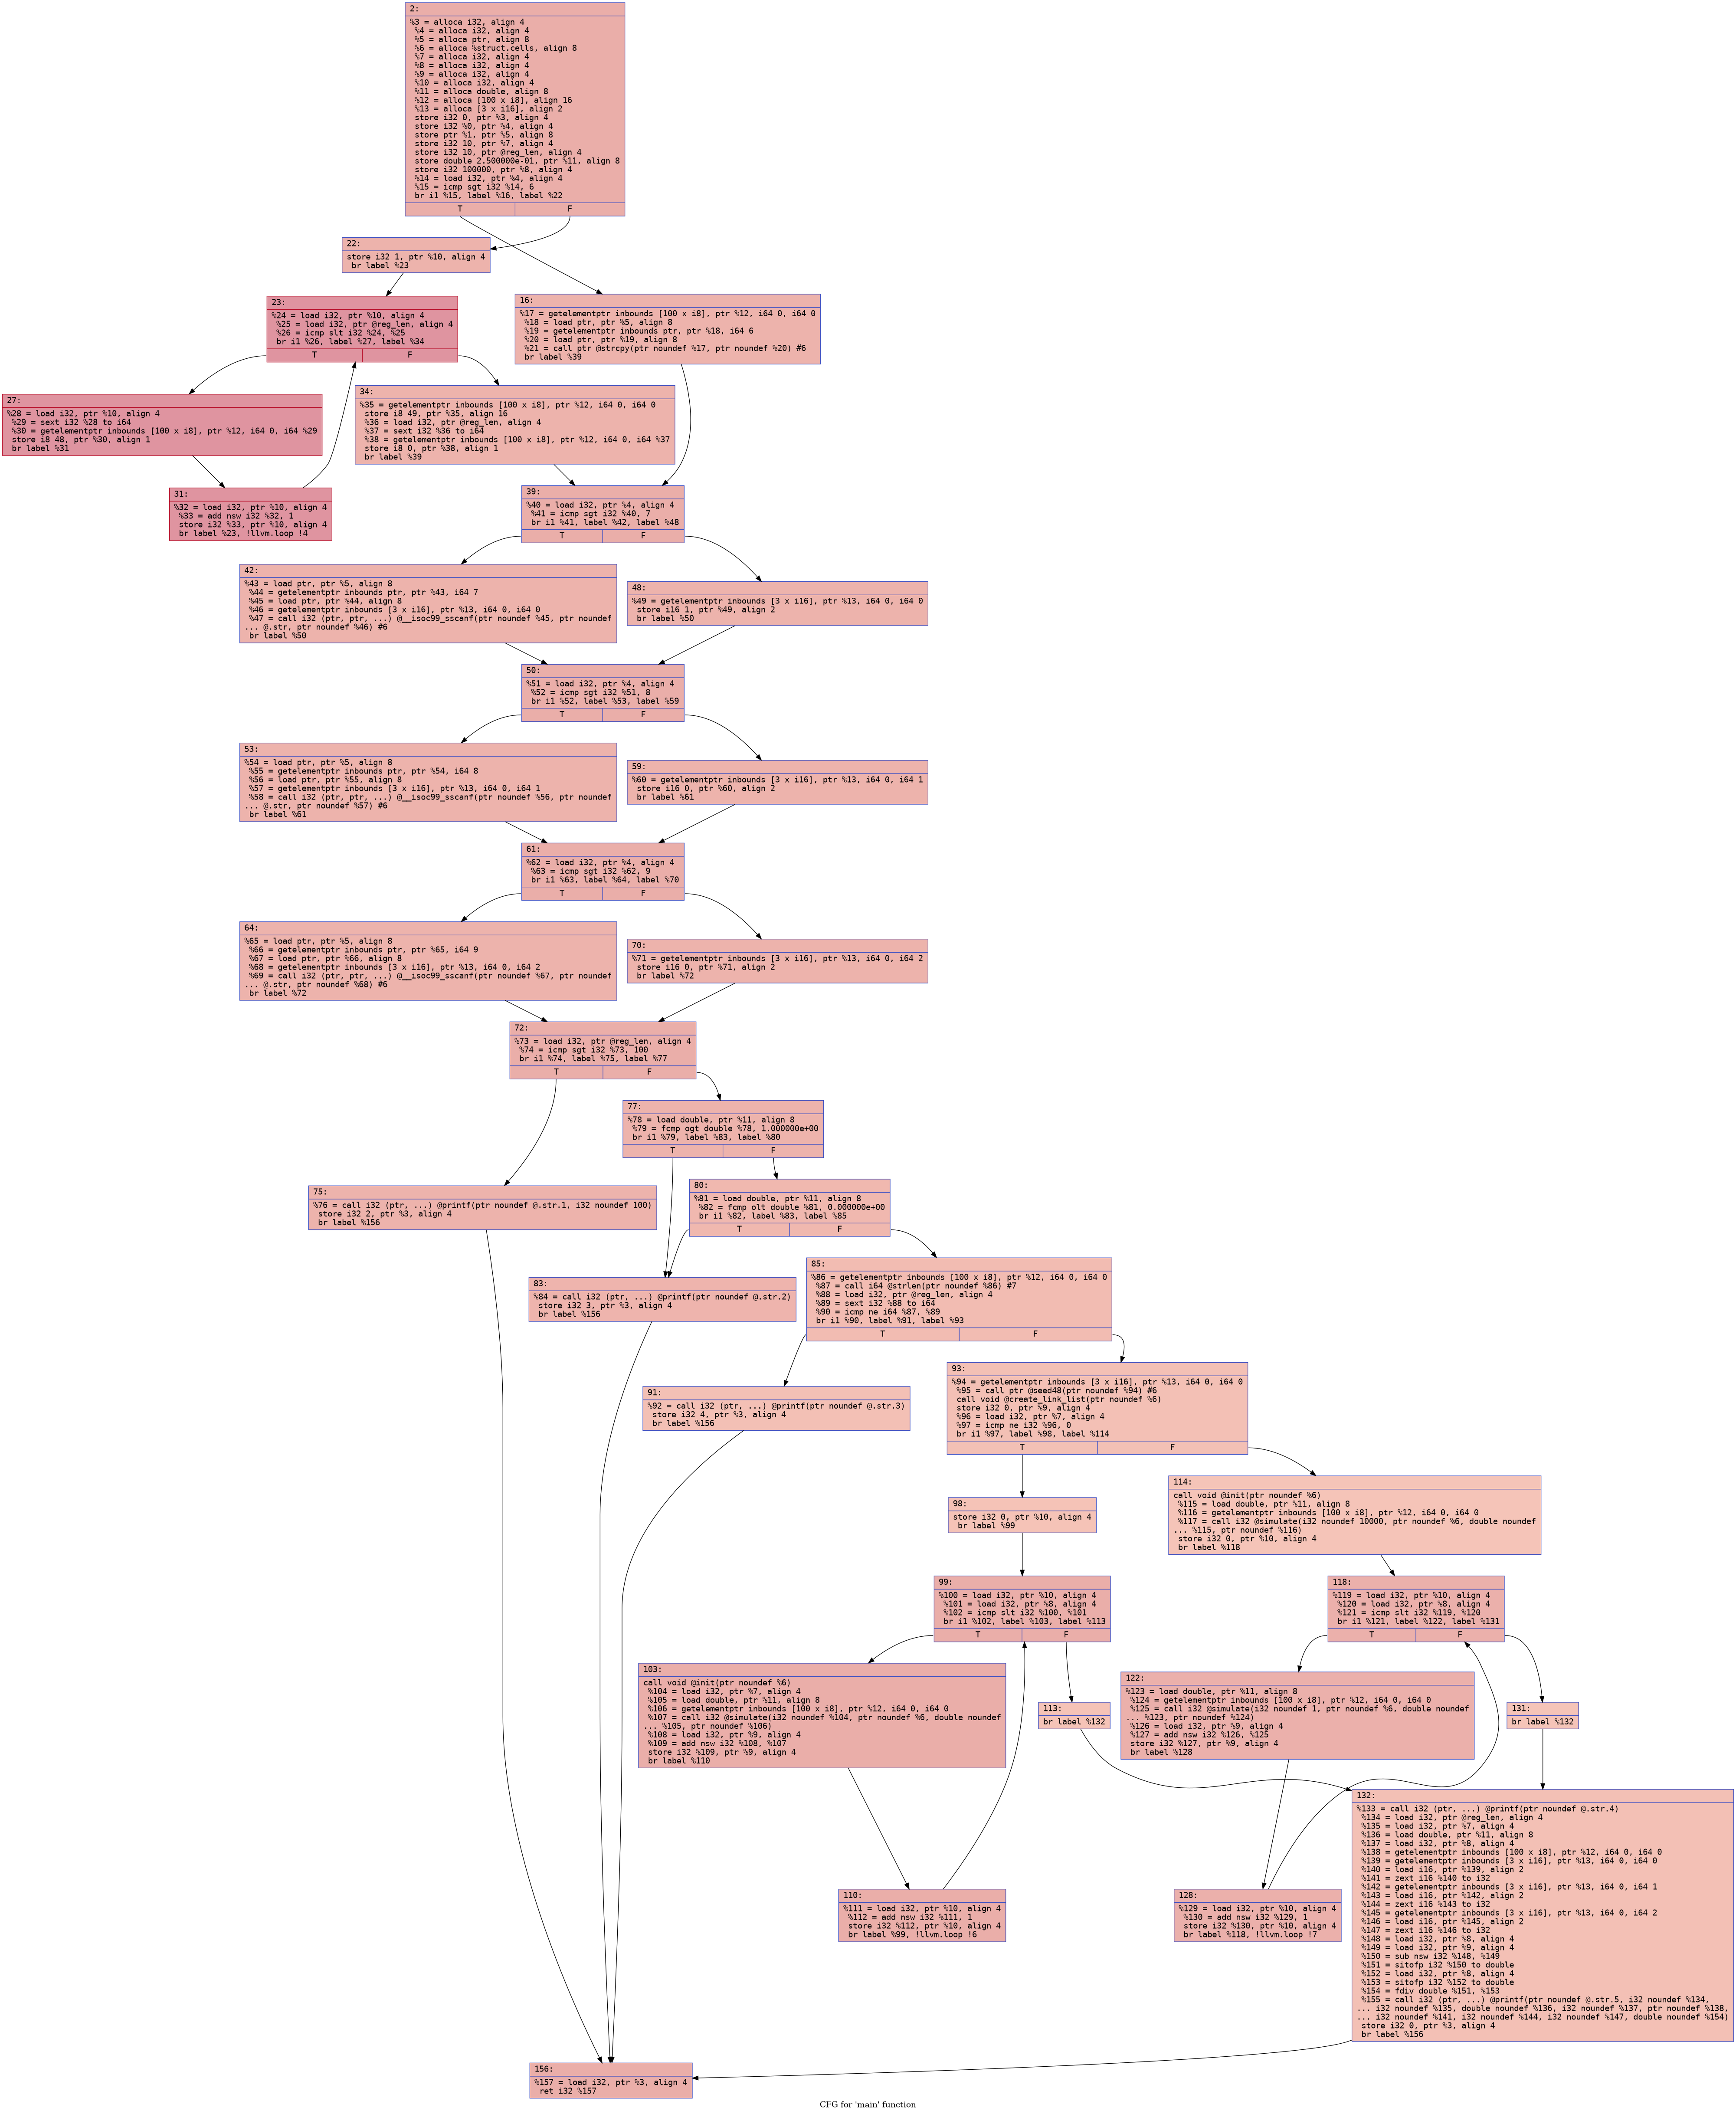 2:
%3 = alloca i32, align 4
%4 = alloca i32, align 4
%5 = alloca ptr, align 8
%6 = alloca %struct.cells, align 8
%7 = alloca i32, align 4
%8 = alloca i32, align 4
%9 = alloca i32, align 4
%10 = alloca i32, align 4
%11 = alloca double, align 8
%12 = alloca [100 x i8], align 16
%13 = alloca [3 x i16], align 2
store i32 0, ptr %3, align 4
store i32 %0, ptr %4, align 4
store ptr %1, ptr %5, align 8
store i32 10, ptr %7, align 4
store i32 10, ptr @reg_len, align 4
store double 2.500000e-01, ptr %11, align 8
store i32 100000, ptr %8, align 4
%14 = load i32, ptr %4, align 4
%15 = icmp sgt i32 %14, 6
br i1 %15, label %16, label %22
T F
22:
store i32 1, ptr %10, align 4
br label %23
16:
%17 = getelementptr inbounds [100 x i8], ptr %12, i64 0, i64 0
%18 = load ptr, ptr %5, align 8
%19 = getelementptr inbounds ptr, ptr %18, i64 6
%20 = load ptr, ptr %19, align 8
%21 = call ptr @strcpy(ptr noundef %17, ptr noundef %20) #6
br label %39
23:
%24 = load i32, ptr %10, align 4
%25 = load i32, ptr @reg_len, align 4
%26 = icmp slt i32 %24, %25
br i1 %26, label %27, label %34
T F
27:
%28 = load i32, ptr %10, align 4
%29 = sext i32 %28 to i64
%30 = getelementptr inbounds [100 x i8], ptr %12, i64 0, i64 %29
store i8 48, ptr %30, align 1
br label %31
34:
%35 = getelementptr inbounds [100 x i8], ptr %12, i64 0, i64 0
store i8 49, ptr %35, align 16
%36 = load i32, ptr @reg_len, align 4
%37 = sext i32 %36 to i64
%38 = getelementptr inbounds [100 x i8], ptr %12, i64 0, i64 %37
store i8 0, ptr %38, align 1
br label %39
31:
%32 = load i32, ptr %10, align 4
%33 = add nsw i32 %32, 1
store i32 %33, ptr %10, align 4
br label %23, !llvm.loop !4
39:
%40 = load i32, ptr %4, align 4
%41 = icmp sgt i32 %40, 7
br i1 %41, label %42, label %48
T F
42:
%43 = load ptr, ptr %5, align 8
%44 = getelementptr inbounds ptr, ptr %43, i64 7
%45 = load ptr, ptr %44, align 8
%46 = getelementptr inbounds [3 x i16], ptr %13, i64 0, i64 0
%47 = call i32 (ptr, ptr, ...) @__isoc99_sscanf(ptr noundef %45, ptr noundef
... @.str, ptr noundef %46) #6
br label %50
48:
%49 = getelementptr inbounds [3 x i16], ptr %13, i64 0, i64 0
store i16 1, ptr %49, align 2
br label %50
50:
%51 = load i32, ptr %4, align 4
%52 = icmp sgt i32 %51, 8
br i1 %52, label %53, label %59
T F
53:
%54 = load ptr, ptr %5, align 8
%55 = getelementptr inbounds ptr, ptr %54, i64 8
%56 = load ptr, ptr %55, align 8
%57 = getelementptr inbounds [3 x i16], ptr %13, i64 0, i64 1
%58 = call i32 (ptr, ptr, ...) @__isoc99_sscanf(ptr noundef %56, ptr noundef
... @.str, ptr noundef %57) #6
br label %61
59:
%60 = getelementptr inbounds [3 x i16], ptr %13, i64 0, i64 1
store i16 0, ptr %60, align 2
br label %61
61:
%62 = load i32, ptr %4, align 4
%63 = icmp sgt i32 %62, 9
br i1 %63, label %64, label %70
T F
64:
%65 = load ptr, ptr %5, align 8
%66 = getelementptr inbounds ptr, ptr %65, i64 9
%67 = load ptr, ptr %66, align 8
%68 = getelementptr inbounds [3 x i16], ptr %13, i64 0, i64 2
%69 = call i32 (ptr, ptr, ...) @__isoc99_sscanf(ptr noundef %67, ptr noundef
... @.str, ptr noundef %68) #6
br label %72
70:
%71 = getelementptr inbounds [3 x i16], ptr %13, i64 0, i64 2
store i16 0, ptr %71, align 2
br label %72
72:
%73 = load i32, ptr @reg_len, align 4
%74 = icmp sgt i32 %73, 100
br i1 %74, label %75, label %77
T F
77:
%78 = load double, ptr %11, align 8
%79 = fcmp ogt double %78, 1.000000e+00
br i1 %79, label %83, label %80
T F
75:
%76 = call i32 (ptr, ...) @printf(ptr noundef @.str.1, i32 noundef 100)
store i32 2, ptr %3, align 4
br label %156
80:
%81 = load double, ptr %11, align 8
%82 = fcmp olt double %81, 0.000000e+00
br i1 %82, label %83, label %85
T F
83:
%84 = call i32 (ptr, ...) @printf(ptr noundef @.str.2)
store i32 3, ptr %3, align 4
br label %156
85:
%86 = getelementptr inbounds [100 x i8], ptr %12, i64 0, i64 0
%87 = call i64 @strlen(ptr noundef %86) #7
%88 = load i32, ptr @reg_len, align 4
%89 = sext i32 %88 to i64
%90 = icmp ne i64 %87, %89
br i1 %90, label %91, label %93
T F
91:
%92 = call i32 (ptr, ...) @printf(ptr noundef @.str.3)
store i32 4, ptr %3, align 4
br label %156
93:
%94 = getelementptr inbounds [3 x i16], ptr %13, i64 0, i64 0
%95 = call ptr @seed48(ptr noundef %94) #6
call void @create_link_list(ptr noundef %6)
store i32 0, ptr %9, align 4
%96 = load i32, ptr %7, align 4
%97 = icmp ne i32 %96, 0
br i1 %97, label %98, label %114
T F
98:
store i32 0, ptr %10, align 4
br label %99
114:
call void @init(ptr noundef %6)
%115 = load double, ptr %11, align 8
%116 = getelementptr inbounds [100 x i8], ptr %12, i64 0, i64 0
%117 = call i32 @simulate(i32 noundef 10000, ptr noundef %6, double noundef
... %115, ptr noundef %116)
store i32 0, ptr %10, align 4
br label %118
99:
%100 = load i32, ptr %10, align 4
%101 = load i32, ptr %8, align 4
%102 = icmp slt i32 %100, %101
br i1 %102, label %103, label %113
T F
118:
%119 = load i32, ptr %10, align 4
%120 = load i32, ptr %8, align 4
%121 = icmp slt i32 %119, %120
br i1 %121, label %122, label %131
T F
103:
call void @init(ptr noundef %6)
%104 = load i32, ptr %7, align 4
%105 = load double, ptr %11, align 8
%106 = getelementptr inbounds [100 x i8], ptr %12, i64 0, i64 0
%107 = call i32 @simulate(i32 noundef %104, ptr noundef %6, double noundef
... %105, ptr noundef %106)
%108 = load i32, ptr %9, align 4
%109 = add nsw i32 %108, %107
store i32 %109, ptr %9, align 4
br label %110
113:
br label %132
122:
%123 = load double, ptr %11, align 8
%124 = getelementptr inbounds [100 x i8], ptr %12, i64 0, i64 0
%125 = call i32 @simulate(i32 noundef 1, ptr noundef %6, double noundef
... %123, ptr noundef %124)
%126 = load i32, ptr %9, align 4
%127 = add nsw i32 %126, %125
store i32 %127, ptr %9, align 4
br label %128
131:
br label %132
110:
%111 = load i32, ptr %10, align 4
%112 = add nsw i32 %111, 1
store i32 %112, ptr %10, align 4
br label %99, !llvm.loop !6
128:
%129 = load i32, ptr %10, align 4
%130 = add nsw i32 %129, 1
store i32 %130, ptr %10, align 4
br label %118, !llvm.loop !7
132:
%133 = call i32 (ptr, ...) @printf(ptr noundef @.str.4)
%134 = load i32, ptr @reg_len, align 4
%135 = load i32, ptr %7, align 4
%136 = load double, ptr %11, align 8
%137 = load i32, ptr %8, align 4
%138 = getelementptr inbounds [100 x i8], ptr %12, i64 0, i64 0
%139 = getelementptr inbounds [3 x i16], ptr %13, i64 0, i64 0
%140 = load i16, ptr %139, align 2
%141 = zext i16 %140 to i32
%142 = getelementptr inbounds [3 x i16], ptr %13, i64 0, i64 1
%143 = load i16, ptr %142, align 2
%144 = zext i16 %143 to i32
%145 = getelementptr inbounds [3 x i16], ptr %13, i64 0, i64 2
%146 = load i16, ptr %145, align 2
%147 = zext i16 %146 to i32
%148 = load i32, ptr %8, align 4
%149 = load i32, ptr %9, align 4
%150 = sub nsw i32 %148, %149
%151 = sitofp i32 %150 to double
%152 = load i32, ptr %8, align 4
%153 = sitofp i32 %152 to double
%154 = fdiv double %151, %153
%155 = call i32 (ptr, ...) @printf(ptr noundef @.str.5, i32 noundef %134,
... i32 noundef %135, double noundef %136, i32 noundef %137, ptr noundef %138,
... i32 noundef %141, i32 noundef %144, i32 noundef %147, double noundef %154)
store i32 0, ptr %3, align 4
br label %156
156:
%157 = load i32, ptr %3, align 4
ret i32 %157
CFG for 'main' function